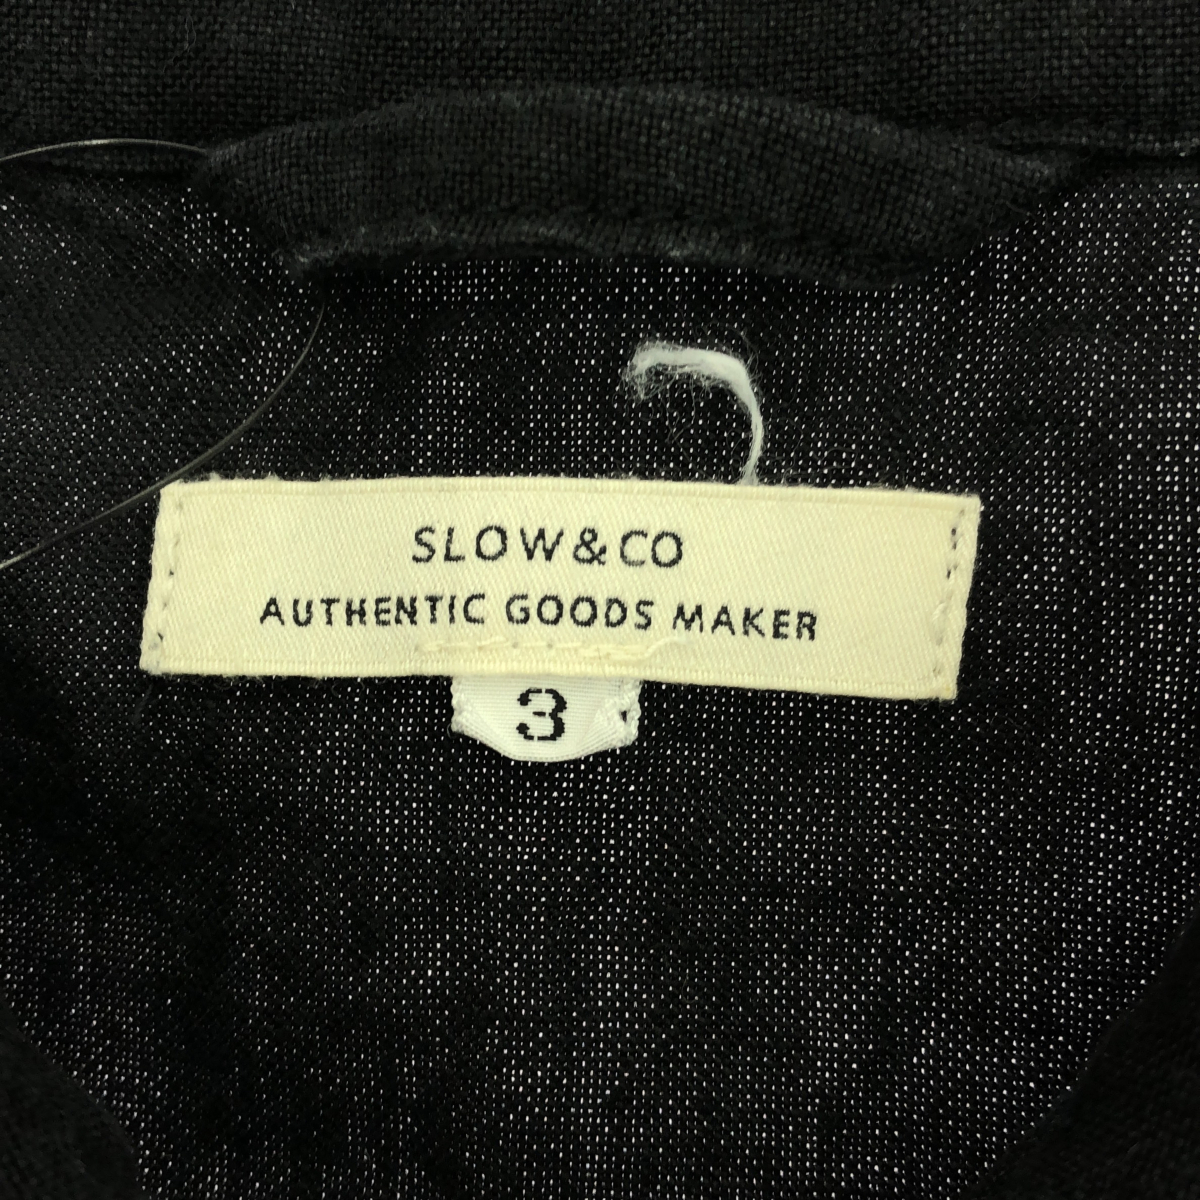 SLOW&CO
AUTHENTIC GOODS MAKER
3